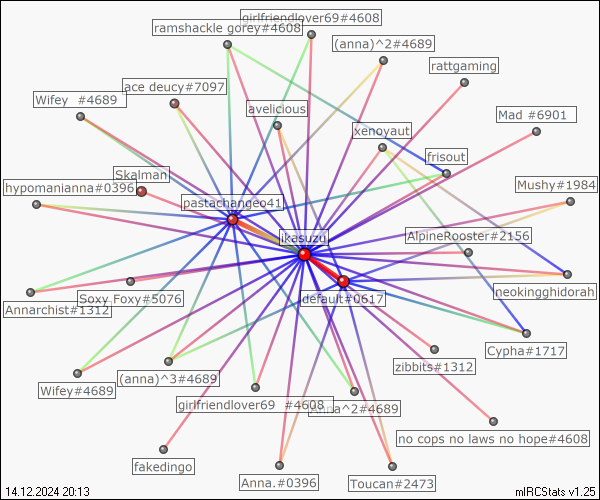 girlfriendlover69#4608
ramshackle gorey#4608
(anna)^2#4689
rattgaming
ace deucy#7097
Wifey  #4689
avelicious
Mad #6901
xenoyaut
frisout
Skalman
hypomanianna#0396
Mushy#1984
pastachangeo41
ikasuzu
AlpineRooster#2156
neokingghidorah
Soxy Foxy#5076
default#0617
Annarchist#1312
Cypha#1717
zibbits#1312
(anna)^3#4689
Wifey#4689
girlfriendlover69  #4608
Anna^2#4689
no cops no laws no hope#4608
fakedingo
Anna.#0396
Toucan#2473
14.12.2024 20:13
mIRCStats v1.25